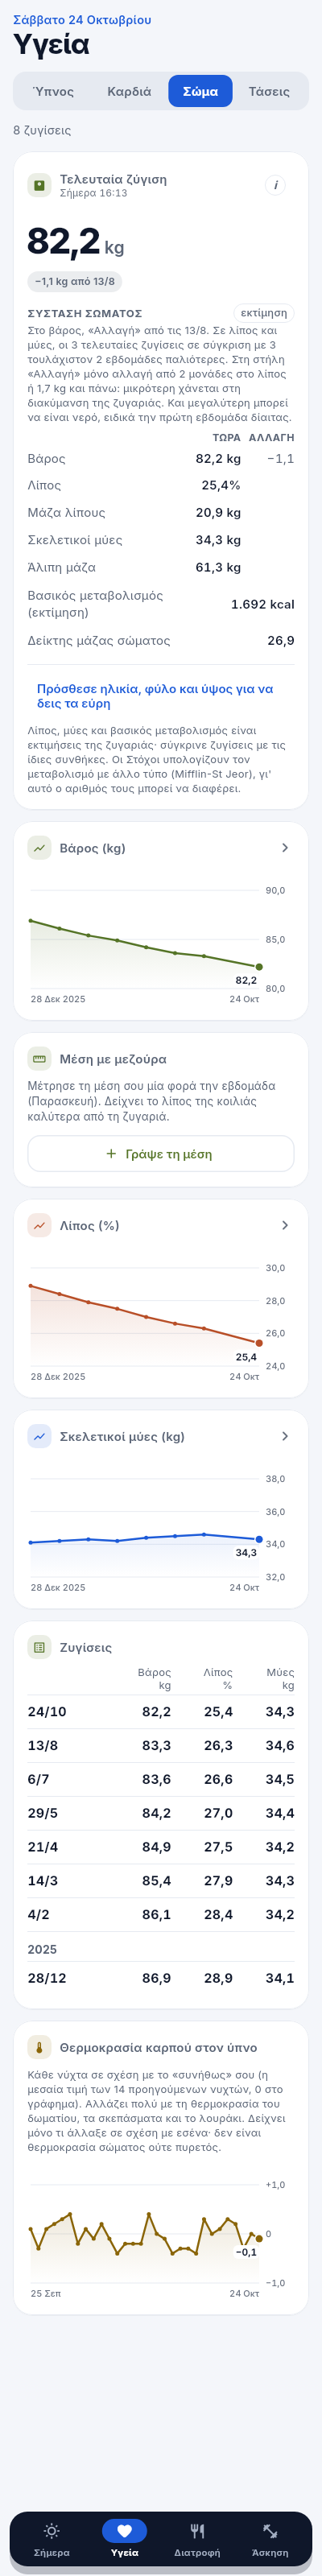 Σάββατο 24 Οκτωβρίου
Υγεία
Ύπνος Καρδιά Σώμα Τάσεις
8 ζυγίσεις
Τελευταία ζύγιση
Σήμερα 16:13
i
82,2 kg
−1,1 kg από 13/8
ΣΥΣΤΑΣΗ ΣΩΜΑΤΟΣ εκτίμηση
Στο βάρος, «Αλλαγή» από τις 13/8. Σε λίπος και
μύες, οι 3 τελευταίες ζυγίσεις σε σύγκριση με 3
τουλάχιστον 2 εβδομάδες παλιότερες. Στη στήλη
«Αλλαγή» μόνο αλλαγή από 2 μονάδες στο λίπος
ή 1,7 kg και πάνω: μικρότερη χάνεται στη
διακύμανση της ζυγαριάς. Και μεγαλύτερη μπορεί
να είναι νερό, ειδικά την πρώτη εβδομάδα δίαιτας.
ΤΩΡΑ ΑΛΛΑΓΗ
Βάρος 82,2 kg −1,1
Λίπος 25,4%
Μάζα λίπους 20,9 kg
Σκελετικοί μύες 34,3 kg
Άλιπη μάζα 61,3 kg
Βασικός μεταβολισμός
(εκτίμηση) 1.692 kcal
Δείκτης μάζας σώματος 26,9
Πρόσθεσε ηλικία, φύλο και ύψος για να
δεις τα εύρη
Λίπος, μύες και βασικός μεταβολισμός είναι
εκτιμήσεις της ζυγαριάς· σύγκρινε ζυγίσεις με τις
ίδιες συνθήκες. Οι Στόχοι υπολογίζουν τον
μεταβολισμό με άλλο τύπο (Mifflin-St Jeor), γι'
αυτό ο αριθμός τους μπορεί να διαφέρει.
Βάρος (kg)
90,0
85,0
82,2
80,0
28 Δεκ 2025 24 Οκτ
Μέση με μεζούρα
Μέτρησε τη μέση σου μία φορά την εβδομάδα
(Παρασκευή). Δείχνει το λίπος της κοιλιάς
καλύτερα από τη ζυγαριά.
+ Γράψε τη μέση
Λίπος (%)
30,0
28,0
26,0
25,4
24,0
28 Δεκ 2025 24 Οκτ
Σκελετικοί μύες (kg)
38,0
36,0
34,0
34,3
32,0
28 Δεκ 2025 24 Οκτ
Ζυγίσεις
Βάρος Λίπος Μύες
kg % kg
24/10 82,2 25,4 34,3
13/8 83,3 26,3 34,6
6/7 83,6 26,6 34,5
29/5 84,2 27,0 34,4
21/4 84,9 27,5 34,2
14/3 85,4 27,9 34,3
4/2 86,1 28,4 34,2
2025
28/12 86,9 28,9 34,1
Θερμοκρασία καρπού στον ύπνο
Κάθε νύχτα σε σχέση με το «συνήθως» σου (η
μεσαία τιμή των 14 προηγούμενων νυχτών, 0 στο
γράφημα). Αλλάζει πολύ με τη θερμοκρασία του
δωματίου, τα σκεπάσματα και το λουράκι. Δείχνει
μόνο τι άλλαξε σε σχέση με εσένα· δεν είναι
θερμοκρασία σώματος ούτε πυρετός.
+1,0
0
−0,1
−1,0
25 Σεπ 24 Οκτ
Σήμερα Υγεία Διατροφή Άσκηση